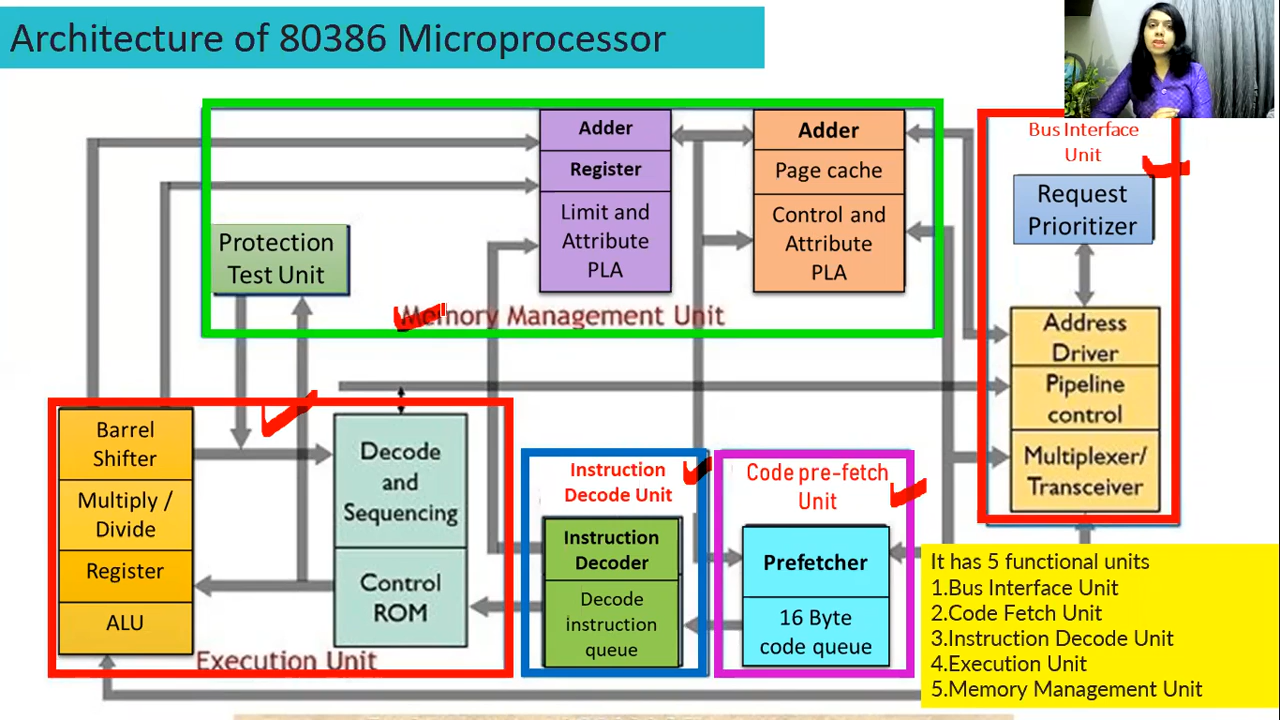 Architecture of 80386 Microprocessor
Adder
Register
Limit and
Attribute
PLA
Adder
Page cache
Control and
Attribute
PLA
Bus Interface
Unit
Request
Prioritizer
Protection
Test Unit
Memory Management Unit
Address
Driver
Pipeline
control
Multiplexer/
Transceiver
Barrel
Shifter
Multiply /
Divide
Register
ALU
Decode
and
Sequencing
Control
ROM
Execution Unit
Instruction
Decode Unit
Instruction
Decoder
Decode
instruction
queue
Code pre-fetch
Unit
Prefetcher
16 Byte
code queue
It has 5 functional units
1.Bus Interface Unit
2.Code Fetch Unit
3.Instruction Decode Unit
4.Execution Unit
5.Memory Management Unit